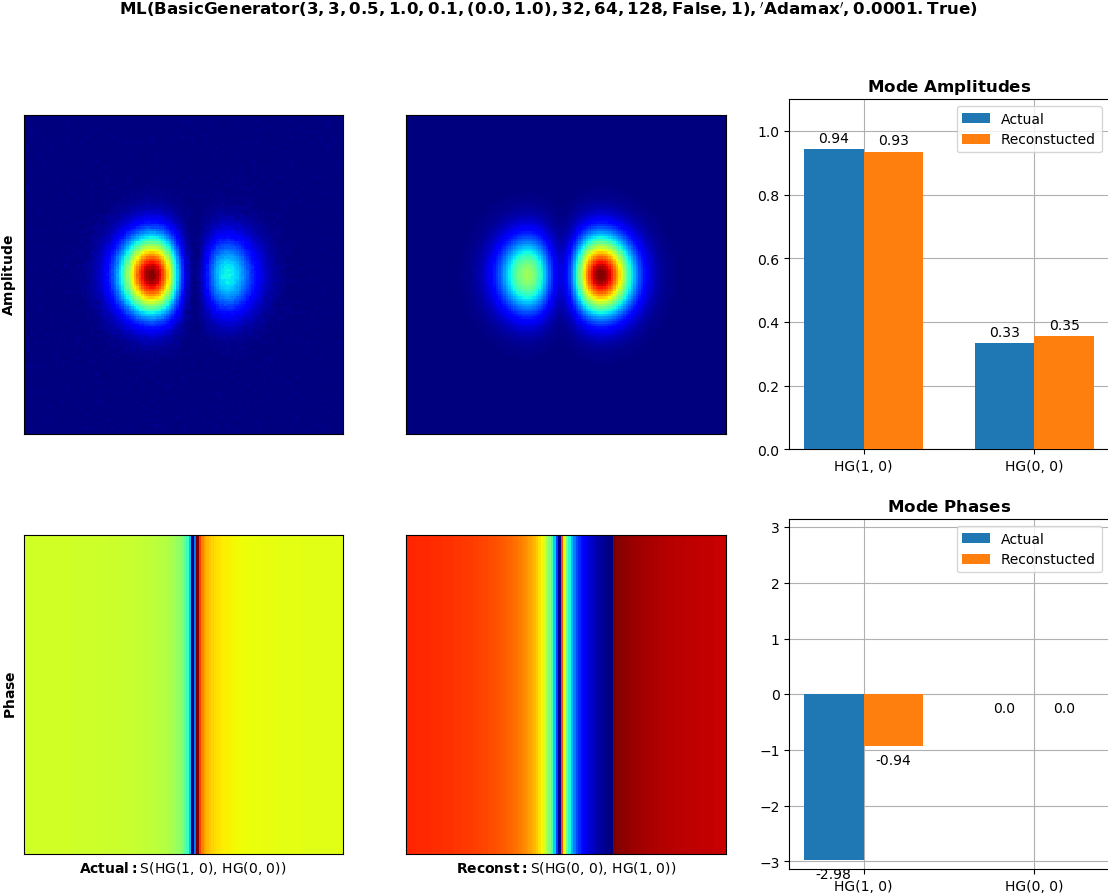 ML(BasicGenerator(3, 3, 0.5, 1.0, 0.1, (0.0, 1.0), 32, 64, 128, False, 1), ′Adamax′, 0.0001. True)
Mode Amplitudes
Amplitude
1.0
0.8
0.6
0.4
0.2
0.0
0.94
0.93
0.33
0.35
Actual
Reconstucted
HG(1, 0)
HG(0, 0)
Mode Phases
Phase
3
2
1
0
−1
−2
−3
Actual
Reconstucted
0.0
0.0
-0.94
-2.98
HG(1, 0)
HG(0, 0)
Actual: S(HG(1, 0), HG(0, 0))
Reconst: S(HG(0, 0), HG(1, 0))